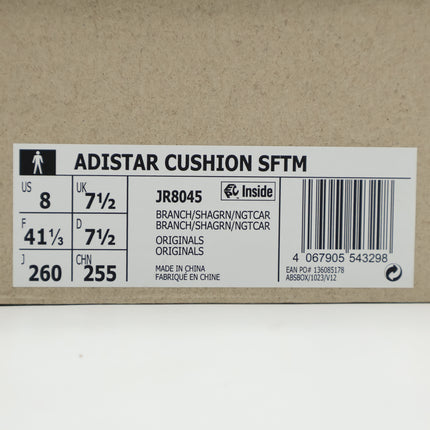 ADISTAR CUSHION SFTM
US 8 UK 7½
F 41⅓ D 7½
J 260 CHN 255
JR8045 Inside
BRANCH/SHAGRN/NGTCAR
BRANCH/SHAGRN/NGTCAR
ORIGINALS
ORIGINALS
MADE IN CHINA
FABRIQUÉ EN CHINE
4 067905 543298
EAN PO# 136085178
ABSBOX/1023/V12